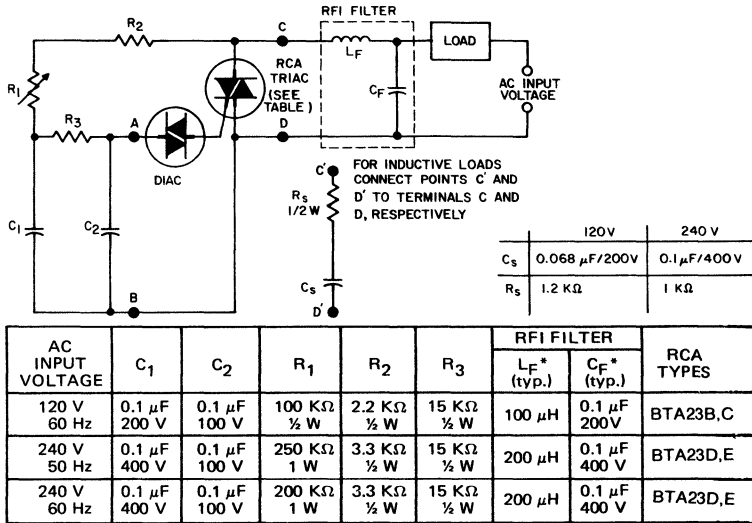 RFI FILTER
C
R2
LF
LOAD
RCA
TRIAC
(SEE
TABLE)
CF
AC INPUT
VOLTAGE
R1
R3
A
D
DIAC
C1
C2
B
C'
RS
1/2 W
CS
D'
FOR INDUCTIVE LOADS
CONNECT POINTS C' AND
D' TO TERMINALS C AND
D, RESPECTIVELY
120V 240 V
CS 0.068 μF/200V 0.1μF/400 V
RS 1.2 KΩ 1 KΩ
AC
INPUT
VOLTAGE
C1
C2
R1
R2
R3
RFI FILTER
LF*
(typ.)
CF*
(typ.)
RCA
TYPES
120 V 0.1 μF 0.1 μF 100 KΩ 2.2 KΩ 15 KΩ 100 μH 0.1 μF BTA23B,C
60 Hz 200 V 100 V ½ W ½ W ½ W 200V
240 V 0.1 μF 0.1 μF 250 KΩ 3.3 KΩ 15 KΩ 200 μH 0.1 μF BTA23D,E
50 Hz 400 V 100 V 1 W ½ W ½ W 400 V
240 V 0.1 μF 0.1 μF 200 KΩ 3.3 KΩ 15 KΩ 200 μH 0.1 μF BTA23D,E
60 Hz 400 V 100 V 1 W ½ W ½ W 400 V